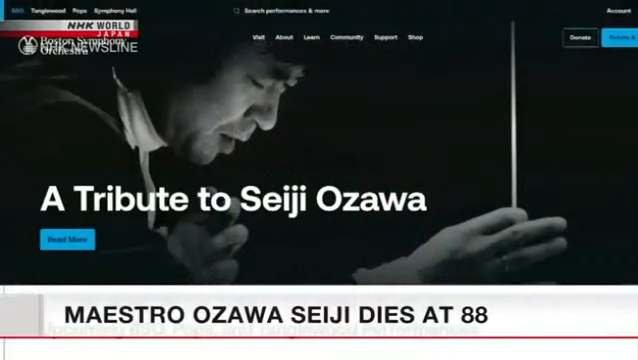 BSO Tanglewood Pops Symphony Hall
Search performances & more
Account
NHK WORLD
JAPAN
NHK NEWSLINE
Boston Symphony
Orchestra
Visit About Learn Community Support Shop
Donate
A Tribute to Seiji Ozawa
Read More
MAESTRO OZAWA SEIJI DIES AT 88
Upcoming BSO, Pops, and Tanglewood Performances